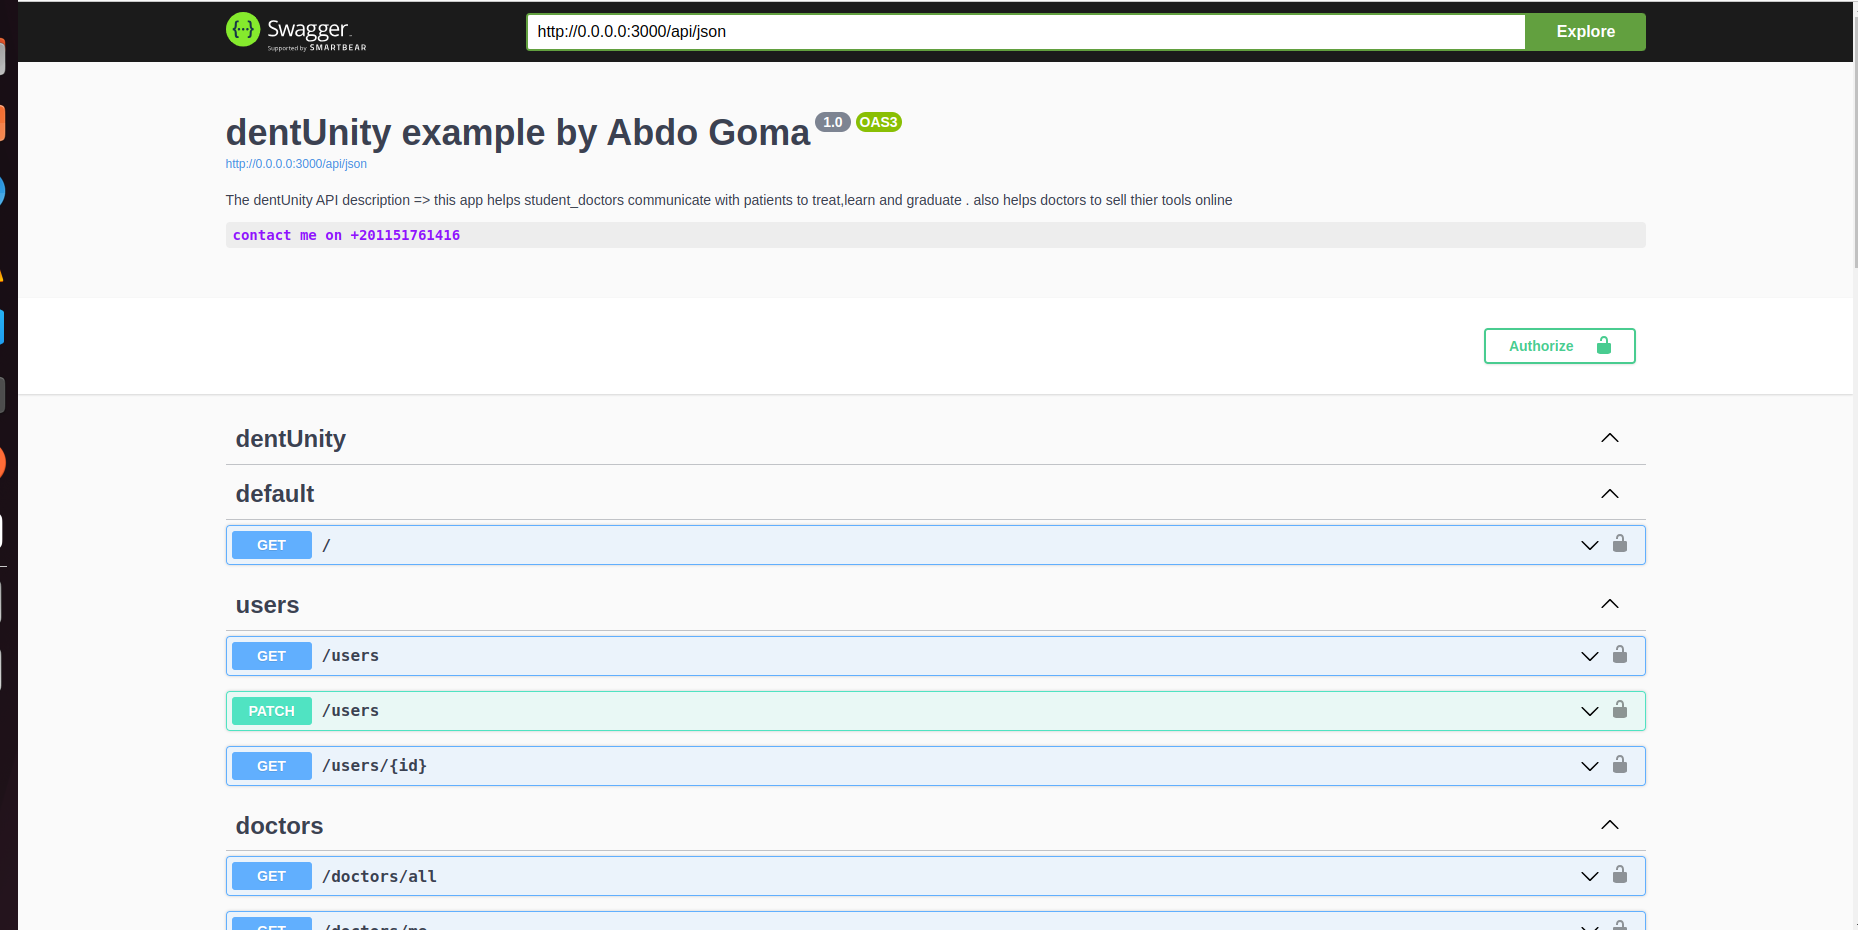 Swagger
Supported by SMARTBEAR
http://0.0.0.0:3000/api/json
Explore
dentUnity example by Abdo Goma 1.0 OAS3
http://0.0.0.0:3000/api/json
The dentUnity API description => this app helps student_doctors communicate with patients to treat,learn and graduate . also helps doctors to sell thier tools online
contact me on +201151761416
Authorize
dentUnity
default
GET /
users
GET /users
PATCH /users
GET /users/{id}
doctors
GET /doctors/all
GET /doctors/me